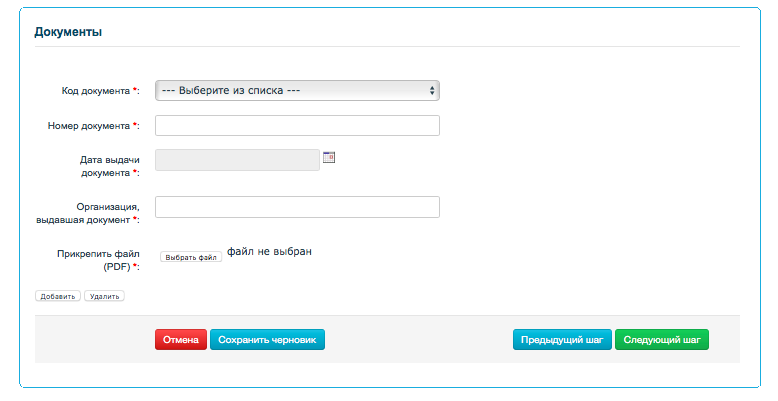 Документы
Код документа *:
--- Выберите из списка ---
Номер документа *:
Дата выдачи
документа *:
Организация,
выдавшая документ *:
Прикрепить файл
(PDF) *:
Выбрать файл файл не выбран
Добавить Удалить
Отмена Сохранить черновик Предыдущий шаг Следующий шаг